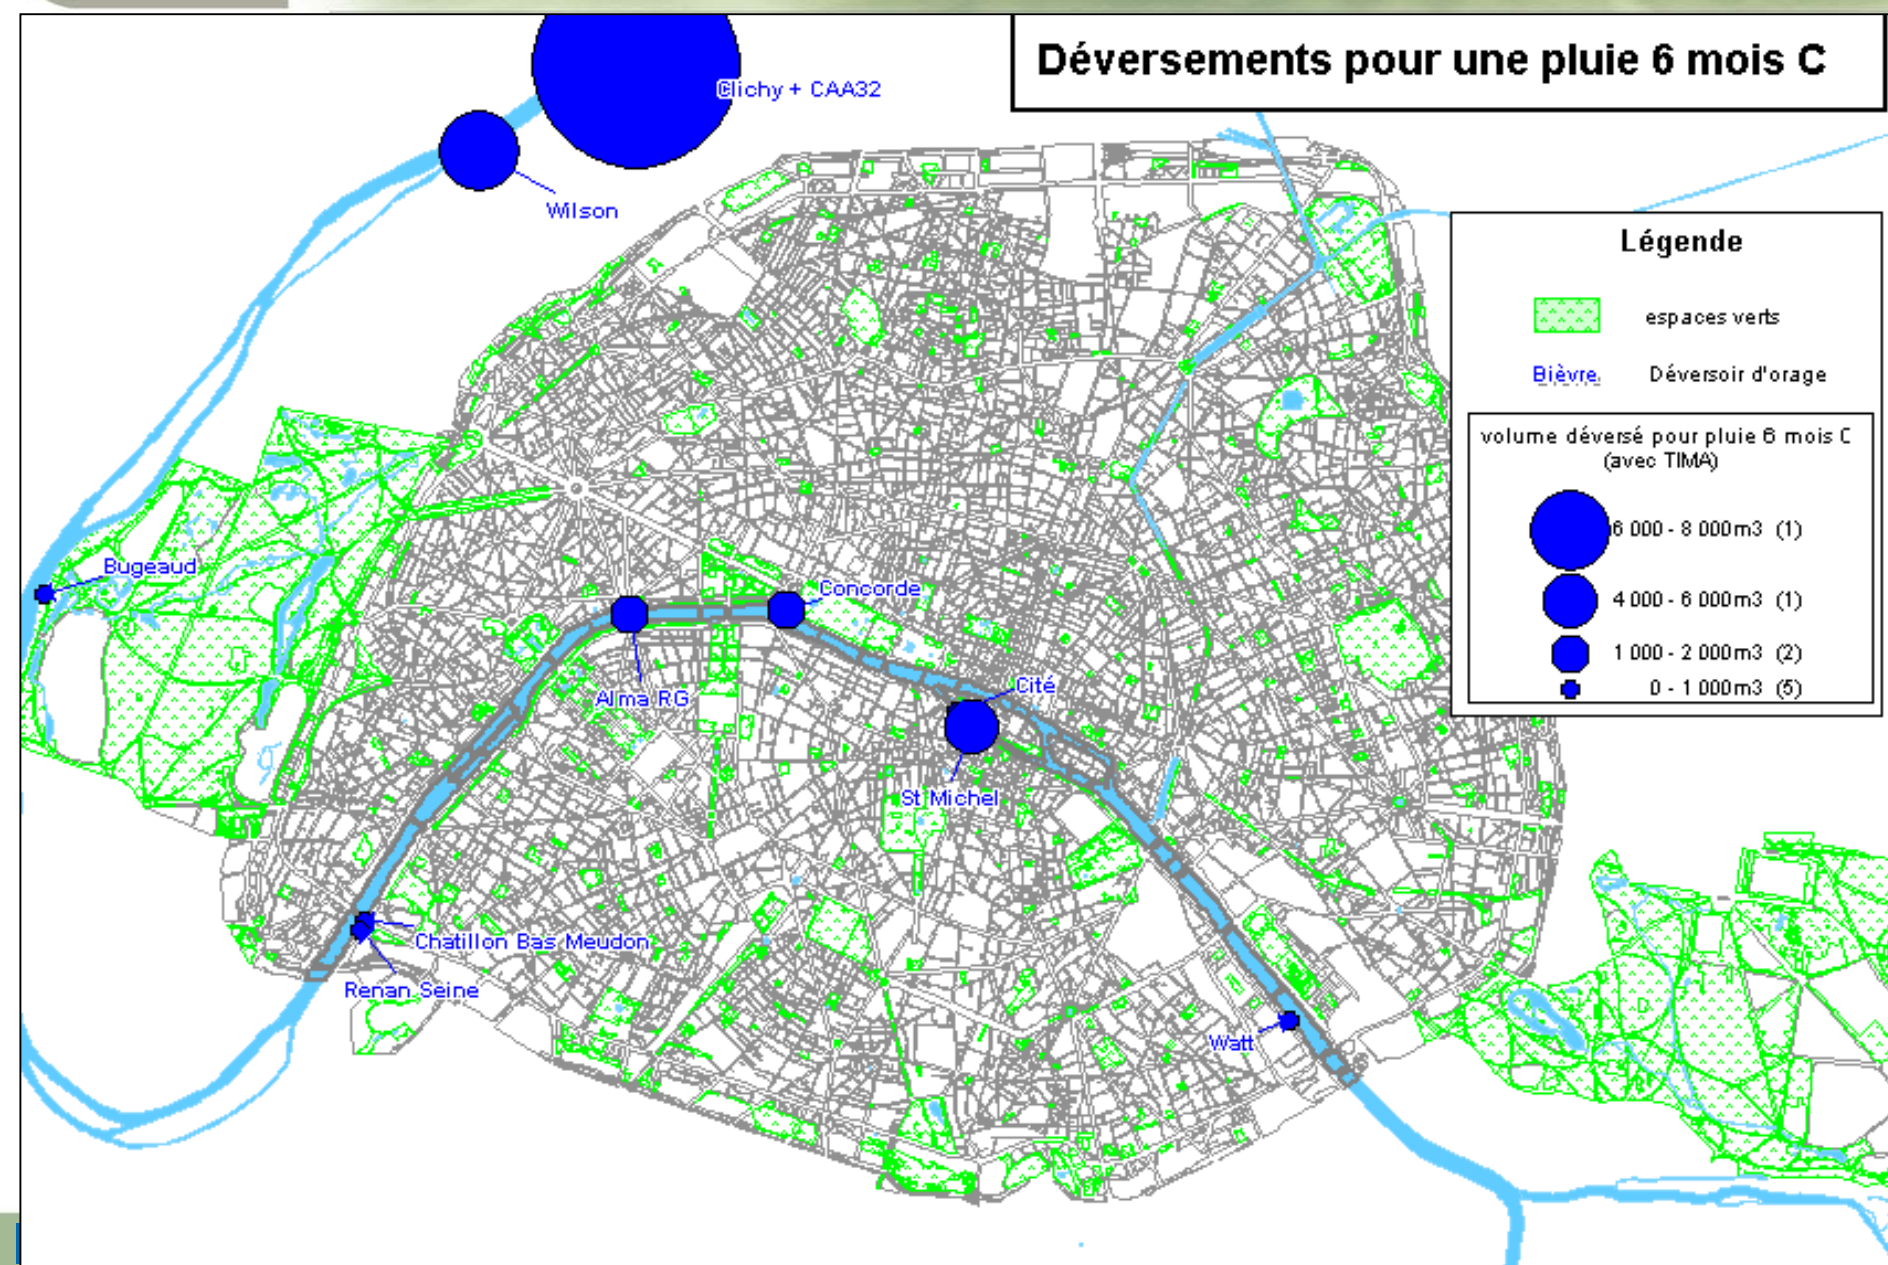 Déversements pour une pluie 6 mois C
Clichy + CAA32
Wilson
Légende
espaces verts
Bièvre Déversoir d'orage
volume déversé pour pluie 6 mois C
(avec TIMA)
6 000 - 8 000m3 (1)
4 000 - 6 000m3 (1)
1 000 - 2 000m3 (2)
0 - 1 000m3 (5)
Bugeaud
Concorde
Alma RG
Cité
St Michel
Chatillon Bas Meudon
Renan Seine
Watt